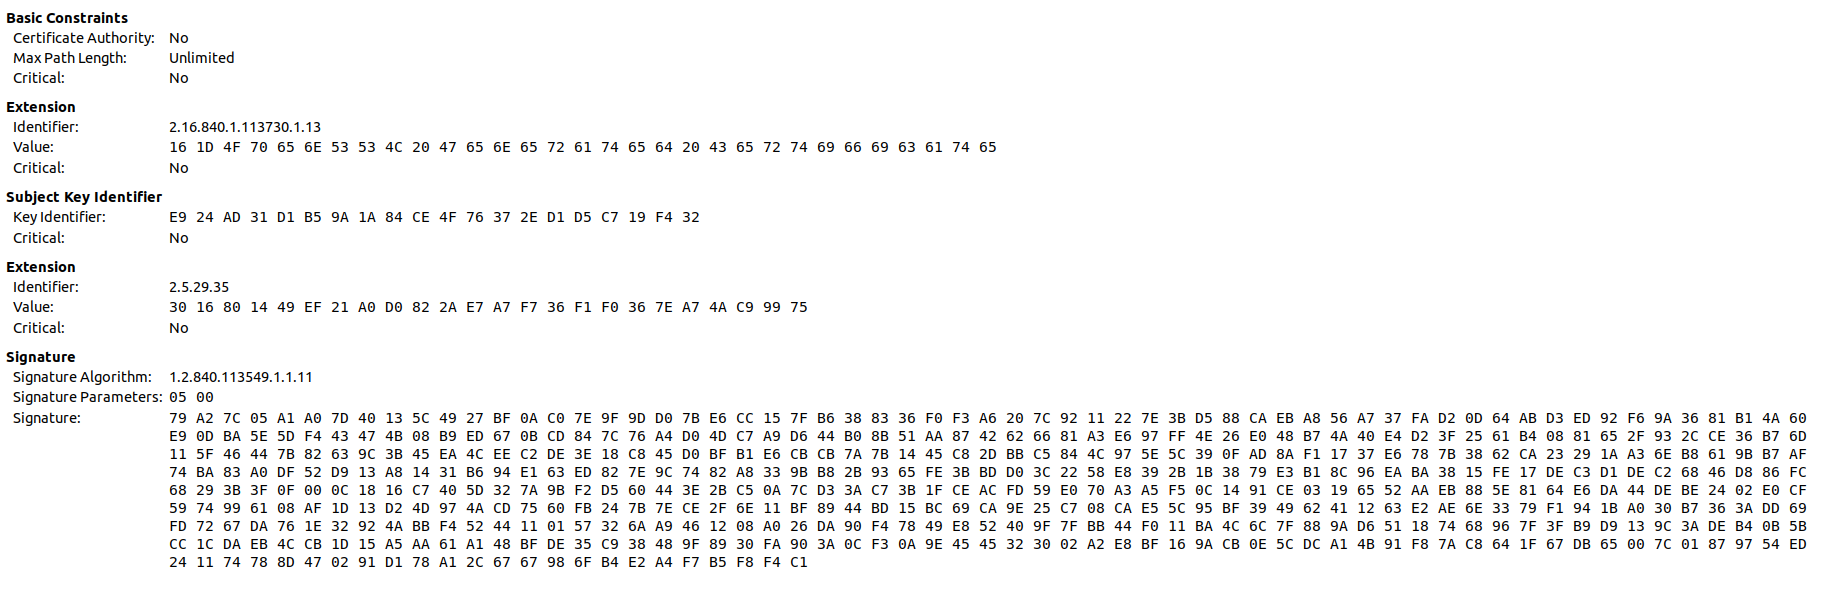 Basic Constraints
Certificate Authority: No
Max Path Length: Unlimited
Critical: No
Extension
Identifier: 2.16.840.1.113730.1.13
Value: 16 1D 4F 70 65 6E 53 53 4C 20 47 65 6E 65 72 61 74 65 64 20 43 65 72 74 69 66 69 63 61 74 65
Critical: No
Subject Key Identifier
Key Identifier: E9 24 AD 31 D1 B5 9A 1A 84 CE 4F 76 37 2E D1 D5 C7 19 F4 32
Critical: No
Extension
Identifier: 2.5.29.35
Value: 30 16 80 14 49 EF 21 A0 D0 82 2A E7 A7 F7 36 F1 F0 36 7E A7 4A C9 99 75
Critical: No
Signature
Signature Algorithm: 1.2.840.113549.1.1.11
Signature Parameters: 05 00
Signature: 79 A2 7C 05 A1 A0 7D 40 13 5C 49 27 BF 0A C0 7E 9F 9D D0 7B E6 CC 15 7F B6 38 83 36 F0 F3 A6 20 7C 92 11 22 7E 3B D5 88 CA EB A8 56 A7 37 FA D2 0D 64 AB D3 ED 92 F6 9A 36 81 B1 4A 60
E9 0D BA 5E 5D F4 43 47 4B 08 B9 ED 67 0B CD 84 7C 76 A4 D0 4D C7 A9 D6 44 B0 8B 51 AA 87 42 62 66 81 A3 E6 97 FF 4E 26 E0 48 B7 4A 40 E4 D2 3F 25 61 B4 08 81 65 2F 93 2C CE 36 B7 6D
11 5F 46 44 7B 82 63 9C 3B 45 EA 4C EE C2 DE 3E 18 C8 45 D0 BF B1 E6 CB CB 7A 7B 14 45 C8 2D BB C5 84 4C 97 5E 5C 39 0F AD 8A F1 17 37 E6 78 7B 38 62 CA 23 29 1A A3 6E B8 61 9B B7 AF
74 BA 83 A0 DF 52 D9 13 A8 14 31 B6 94 E1 63 ED 82 7E 9C 74 82 A8 33 9B B8 2B 93 65 FE 3B BD D0 3C 22 58 E8 39 2B 1B 38 79 E3 B1 8C 96 EA BA 38 15 FE 17 DE C3 D1 DE C2 68 46 D8 86 FC
68 29 3B 3F 0F 00 0C 18 16 C7 40 5D 32 7A 9B F2 D5 60 44 3E 2B C5 0A 7C D3 3A C7 3B 1F CE AC FD 59 E0 70 A3 A5 F5 0C 14 91 CE 03 19 65 52 AA EB 88 5E 81 64 E6 DA 44 DE BE 24 02 E0 CF
59 74 99 61 08 AF 1D 13 D2 4D 97 4A CD 75 60 FB 24 7B 7E CE 2F 6E 11 BF 89 44 BD 15 BC 69 CA 9E 25 C7 08 CA E5 5C 95 BF 39 49 62 41 12 63 E2 AE 6E 33 79 F1 94 1B A0 30 B7 36 3A DD 69
FD 72 67 DA 76 1E 32 92 4A BB F4 52 44 11 01 57 32 6A A9 46 12 08 A0 26 DA 90 F4 78 49 E8 52 40 9F 7F BB 44 F0 11 BA 4C 6C 7F 88 9A D6 51 18 74 68 96 7F 3F B9 D9 13 9C 3A DE B4 0B 5B
CC 1C DA EB 4C CB 1D 15 A5 AA 61 A1 48 BF DE 35 C9 38 48 9F 89 30 FA 90 3A 0C F3 0A 9E 45 45 32 30 02 A2 E8 BF 16 9A CB 0E 5C DC A1 4B 91 F8 7A C8 64 1F 67 DB 65 00 7C 01 87 97 54 ED
24 11 74 78 8D 47 02 91 D1 78 A1 2C 67 67 98 6F B4 E2 A4 F7 B5 F8 F4 C1